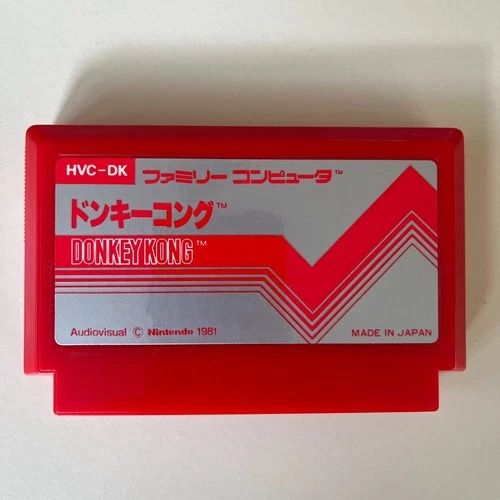 HVC-DK ファミリー コンピュータ™
ドンキーコング™
DONKEY KONG™
Audiovisual © Nintendo 1981 MADE IN JAPAN